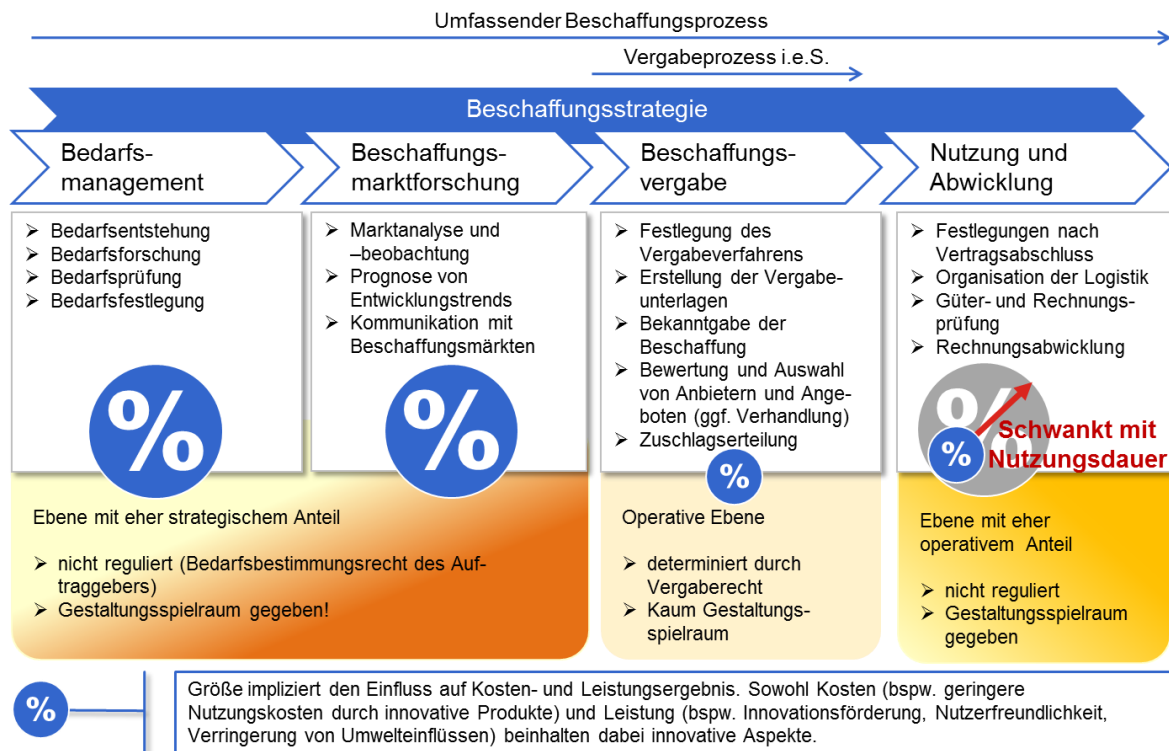 Umfassender Beschaffungsprozess
Vergabeprozess i.e.S.
Beschaffungsstrategie
Bedarfs-
management
Beschaffungs-
marktforschung
Beschaffungs-
vergabe
Nutzung und
Abwicklung
➢ Bedarfsentstehung
➢ Bedarfsforschung
➢ Bedarfsprüfung
➢ Bedarfsfestlegung
%
➢ Marktanalyse und
–beobachtung
➢ Prognose von
Entwicklungstrends
➢ Kommunikation mit
Beschaffungsmärkten
%
➢ Festlegung des
Vergabeverfahrens
➢ Erstellung der Vergabe-
unterlagen
➢ Bekanntgabe der
Beschaffung
➢ Bewertung und Auswahl
von Anbietern und Ange-
boten (ggf. Verhandlung)
➢ Zuschlagserteilung
%
➢ Festlegungen nach
Vertragsabschluss
➢ Organisation der Logistik
➢ Güter- und Rechnungs-
prüfung
➢ Rechnungsabwicklung
%
%
Schwankt mit
Nutzungsdauer
Ebene mit eher strategischem Anteil
➢ nicht reguliert (Bedarfsbestimmungsrecht des Auf-
traggebers)
➢ Gestaltungsspielraum gegeben!
Operative Ebene
➢ determiniert durch
Vergaberecht
➢ Kaum Gestaltungs-
spielraum
Ebene mit eher
operativem Anteil
➢ nicht reguliert
➢ Gestaltungsspielraum
gegeben
%
Größe impliziert den Einfluss auf Kosten- und Leistungsergebnis. Sowohl Kosten (bspw. geringere
Nutzungskosten durch innovative Produkte) und Leistung (bspw. Innovationsförderung, Nutzerfreundlichkeit,
Verringerung von Umwelteinflüssen) beinhalten dabei innovative Aspekte.